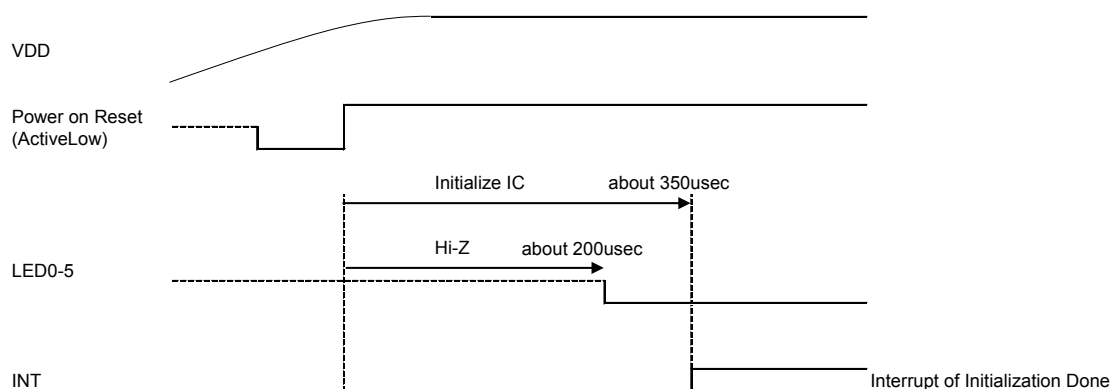 VDD
Power on Reset
(ActiveLow)
Initialize IC about 350usec
Hi-Z about 200usec
LED0-5
INT Interrupt of Initialization Done